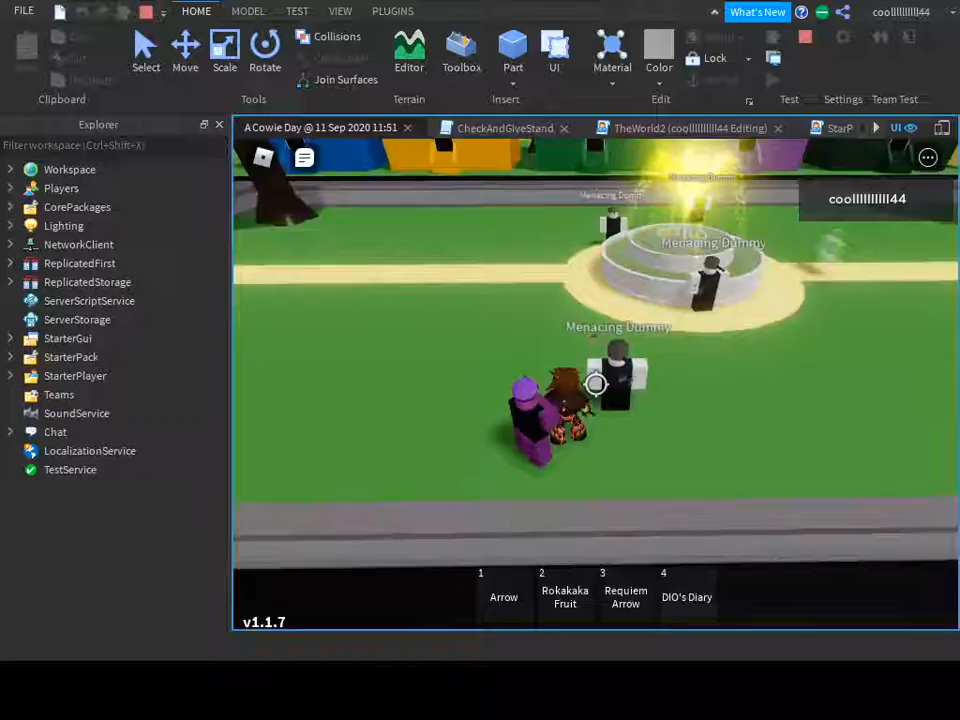 FILE HOME MODEL TEST VIEW PLUGINS What's New coollllllllll44
Select Move Scale Rotate Collisions Join Surfaces Editor Toolbox Part UI Material Color Lock
Clipboard Tools Terrain Insert Edit Test Settings Team Test
Explorer
Filter workspace (Ctrl+Shift+X)
A Cowie Day @ 11 Sep 2020 11:51 CheckAndGiveStand TheWorld2 (coollllllllll44 Editing) StarP UI
Workspace
Players
CorePackages
Lighting
NetworkClient
ReplicatedFirst
ReplicatedStorage
ServerScriptService
ServerStorage
StarterGui
StarterPack
StarterPlayer
Teams
SoundService
Chat
LocalizationService
TestService
coollllllllll44
Menacing Dummy
Menacing Dummy
Menacing Dummy
1 2 3 4
Arrow Rokakaka Fruit Requiem Arrow DIO's Diary
v1.1.7